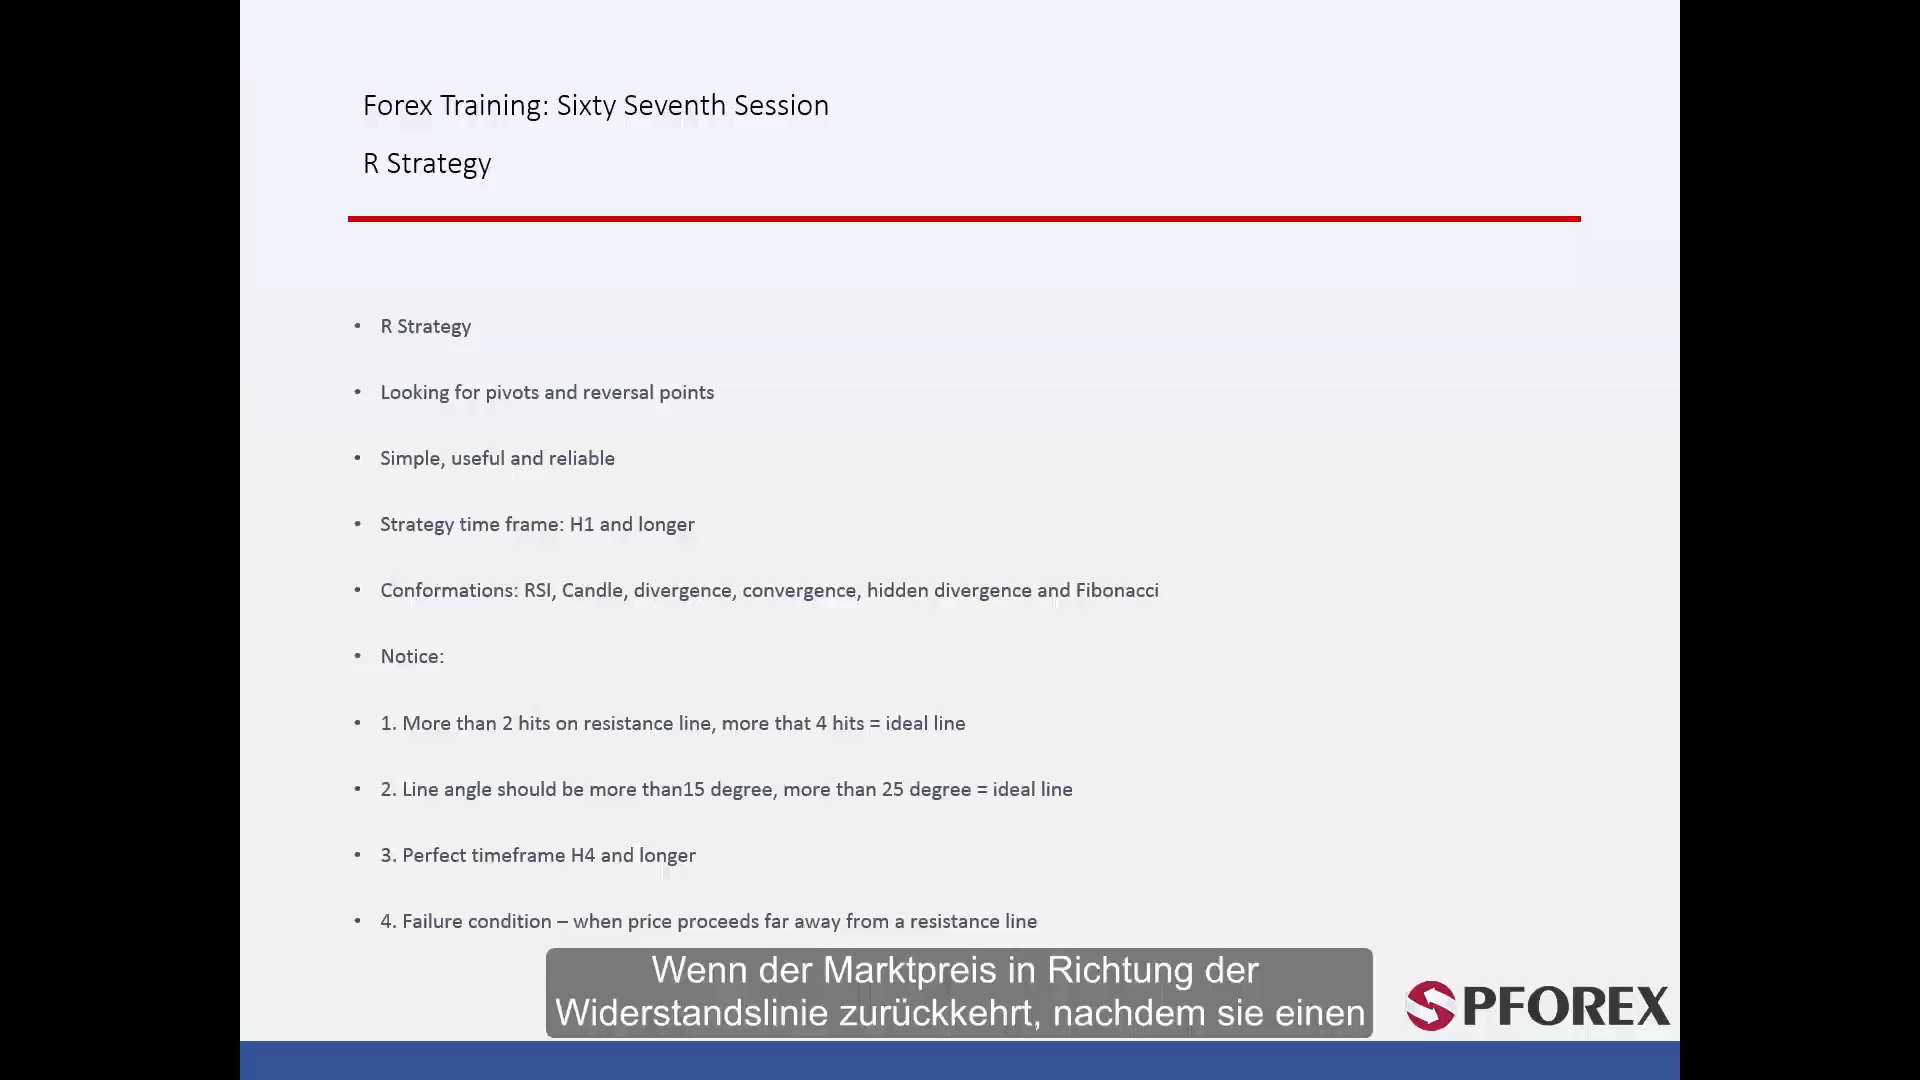 Forex Training: Sixty Seventh Session
R Strategy
• R Strategy
• Looking for pivots and reversal points
• Simple, useful and reliable
• Strategy time frame: H1 and longer
• Conformations: RSI, Candle, divergence, convergence, hidden divergence and Fibonacci
• Notice:
• 1. More than 2 hits on resistance line, more that 4 hits = ideal line
• 2. Line angle should be more than15 degree, more than 25 degree = ideal line
• 3. Perfect timeframe H4 and longer
• 4. Failure condition – when price proceeds far away from a resistance line
Wenn der Marktpreis in Richtung der
Widerstandslinie zurückkehrt, nachdem sie einen
PFOREX